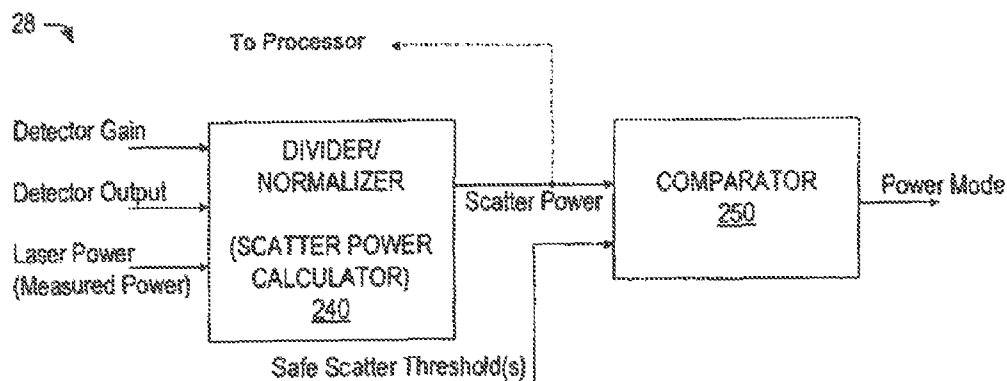 28
To Processor
Detector Gain
Detector Output
Laser Power
(Measured Power)
DIVIDER/
NORMALIZER
(SCATTER POWER
CALCULATOR)
240
Scatter Power
COMPARATOR
250
Power Mode
Safe Scatter Threshold(s)